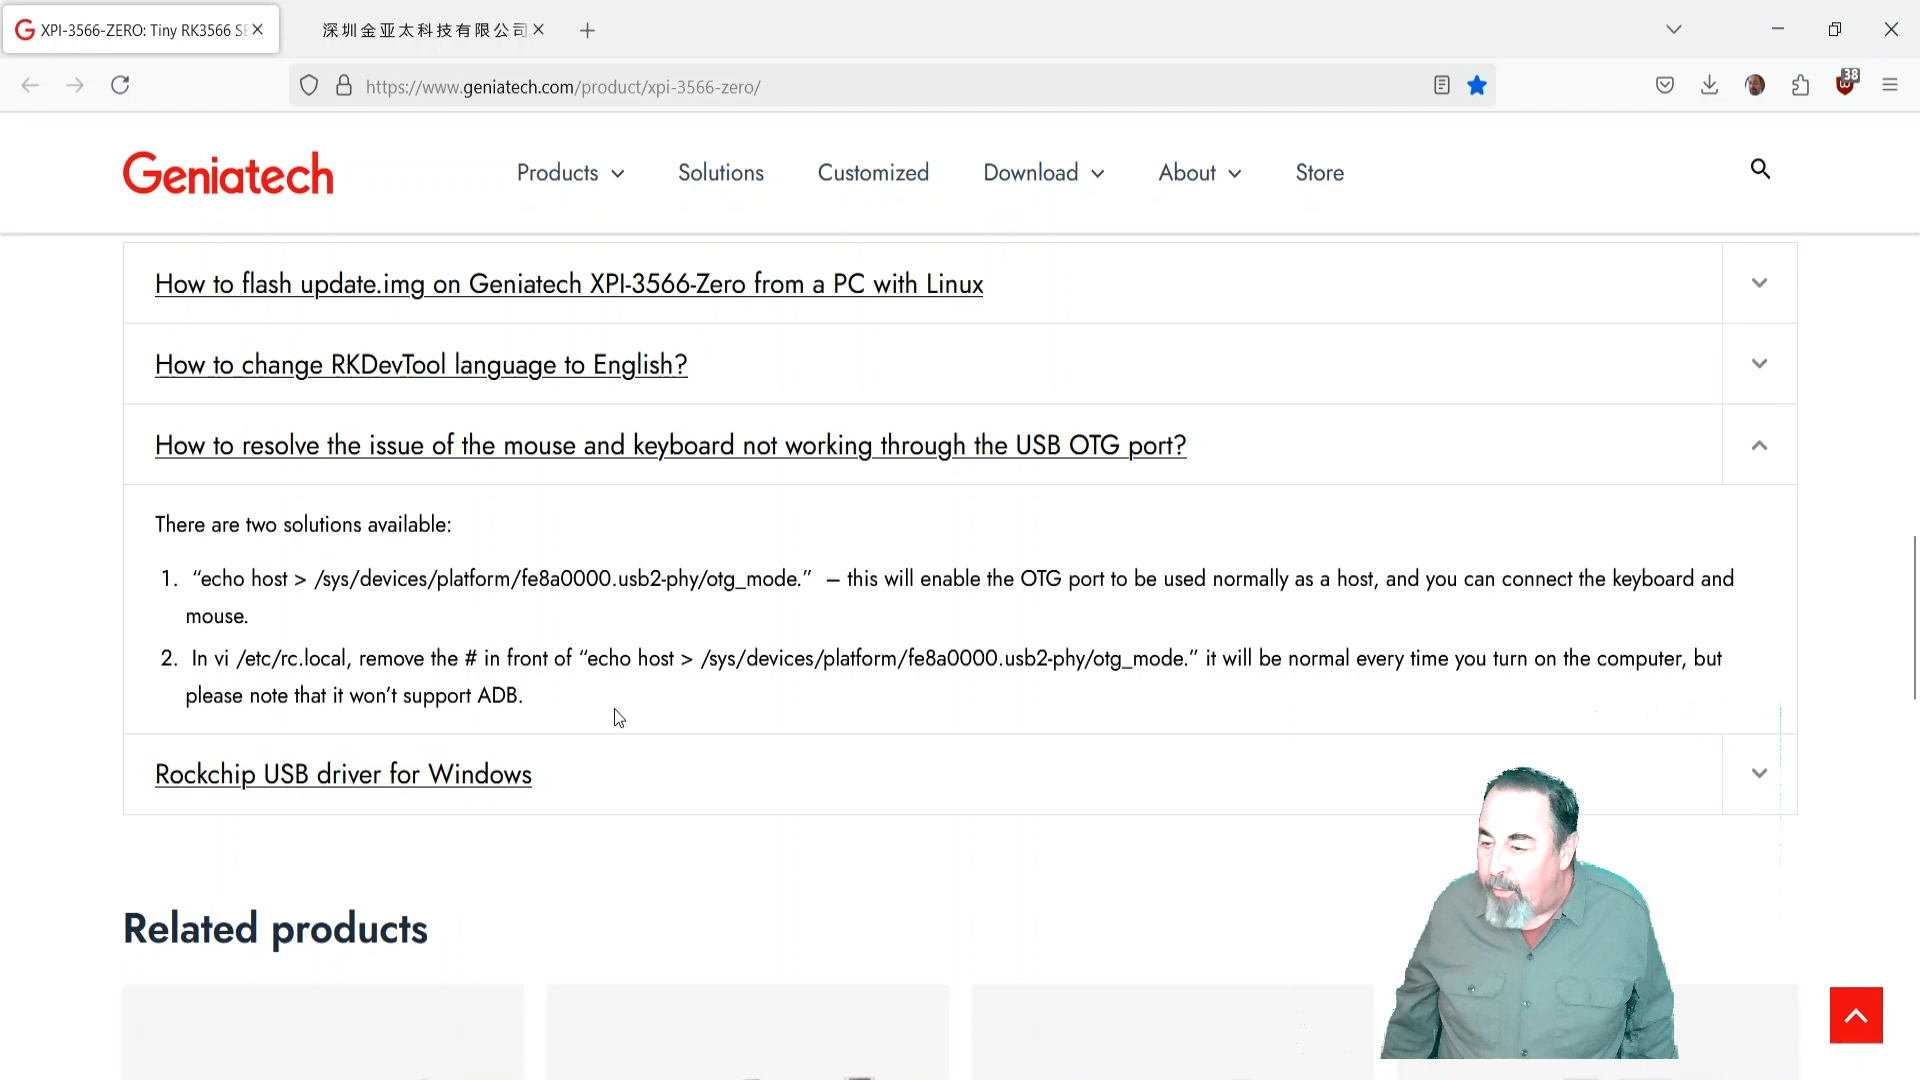 XPI-3566-ZERO: Tiny RK3566 SE
深圳金亚太科技有限公司
https://www.geniatech.com/product/xpi-3566-zero/
38
Geniatech
Products
Solutions
Customized
Download
About
Store
How to flash update.img on Geniatech XPI-3566-Zero from a PC with Linux
How to change RKDevTool language to English?
How to resolve the issue of the mouse and keyboard not working through the USB OTG port?
There are two solutions available:
1. “echo host > /sys/devices/platform/fe8a0000.usb2-phy/otg_mode.” – this will enable the OTG port to be used normally as a host, and you can connect the keyboard and
mouse.
2. In vi /etc/rc.local, remove the # in front of “echo host > /sys/devices/platform/fe8a0000.usb2-phy/otg_mode.” it will be normal every time you turn on the computer, but
please note that it won’t support ADB.
Rockchip USB driver for Windows
Related products